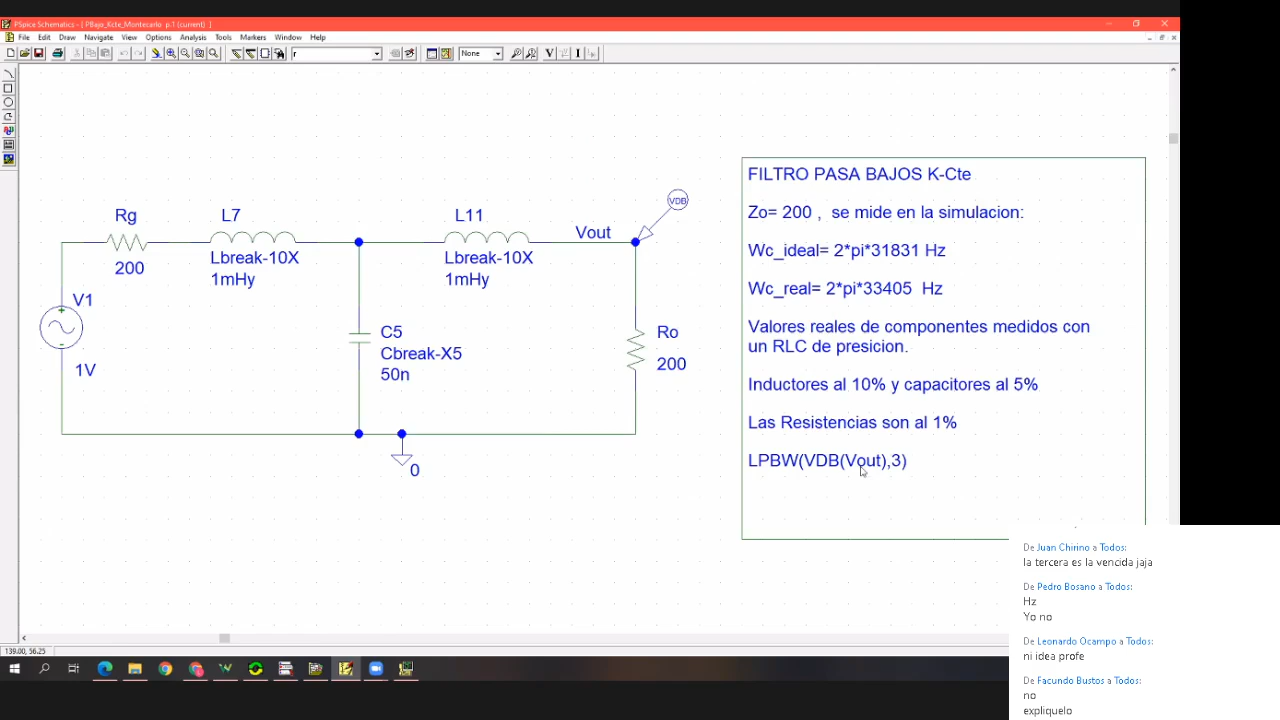 PSpice Schematics - [ PBajo_Kcte_Montecarlo p.1 (current) ]
File Edit Draw Navigate View Options Analysis Tools Markers Window Help
r
None
V
I
VDB
Rg
L7
L11
Vout
200
Lbreak-10X
1mHy
Lbreak-10X
1mHy
V1
1V
C5
Cbreak-X5
50n
Ro
200
0
FILTRO PASA BAJOS K-Cte
Zo= 200 , se mide en la simulacion:
Wc_ideal= 2*pi*31831 Hz
Wc_real= 2*pi*33405 Hz
Valores reales de componentes medidos con
un RLC de presicion.
Inductores al 10% y capacitores al 5%
Las Resistencias son al 1%
LPBW(VDB(Vout),3)
139.00, 56.25
De Juan Chirino a Todos:
la tercera es la vencida jaja
De Pedro Bosano a Todos:
Hz
Yo no
De Leonardo Ocampo a Todos:
ni idea profe
De Facundo Bustos a Todos:
no
expliquelo